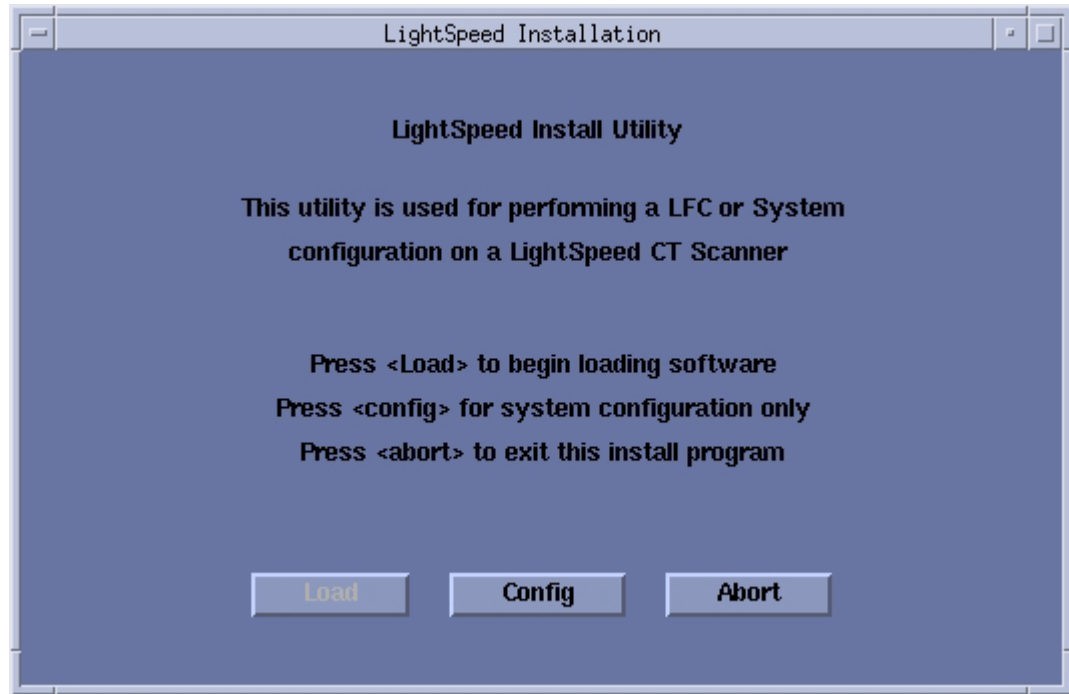 LightSpeed Installation
LightSpeed Install Utility
This utility is used for performing a LFC or System
configuration on a LightSpeed CT Scanner
Press <Load> to begin loading software
Press <config> for system configuration only
Press <abort> to exit this install program
Load Config Abort